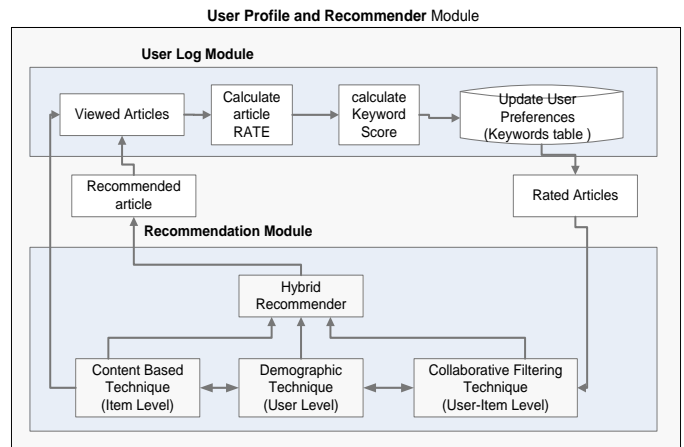 User Profile and Recommender Module
User Log Module
Viewed Articles
Calculate
article
RATE
calculate
Keyword
Score
Update User
Preferences
(Keywords table )
Recommended
article
Rated Articles
Recommendation Module
Hybrid
Recommender
Content Based
Technique
(Item Level)
Demographic
Technique
(User Level)
Collaborative Filtering
Technique
(User-Item Level)